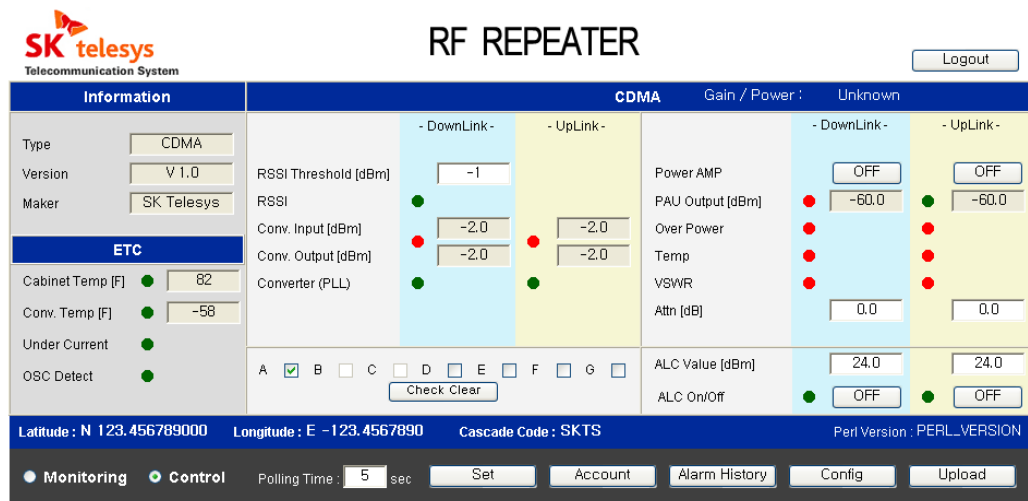 SK telesys
Telecommunication System
RF REPEATER
Logout
Information
CDMA Gain / Power : Unknown
- DownLink - - UpLink - - DownLink - - UpLink -
Type CDMA
Version V 1.0 RSSI Threshold [dBm] -1 Power AMP OFF OFF
Maker SK Telesys RSSI PAU Output [dBm] -60.0 -60.0
Conv. Input [dBm] -2.0 -2.0 Over Power
ETC Conv. Output [dBm] -2.0 -2.0 Temp
Cabinet Temp [F] 82 Converter (PLL) VSWR
Conv. Temp [F] -58 Attn [dB] 0.0 0.0
Under Current
OSC Detect A B C D E F G ALC Value [dBm] 24.0 24.0
Check Clear ALC On/Off OFF OFF
Latitude : N 123.456789000 Longitude : E -123.4567890 Cascade Code : SKTS Perl Version : PERL_VERSION
Monitoring Control Polling Time : 5 sec Set Account Alarm History Config Upload